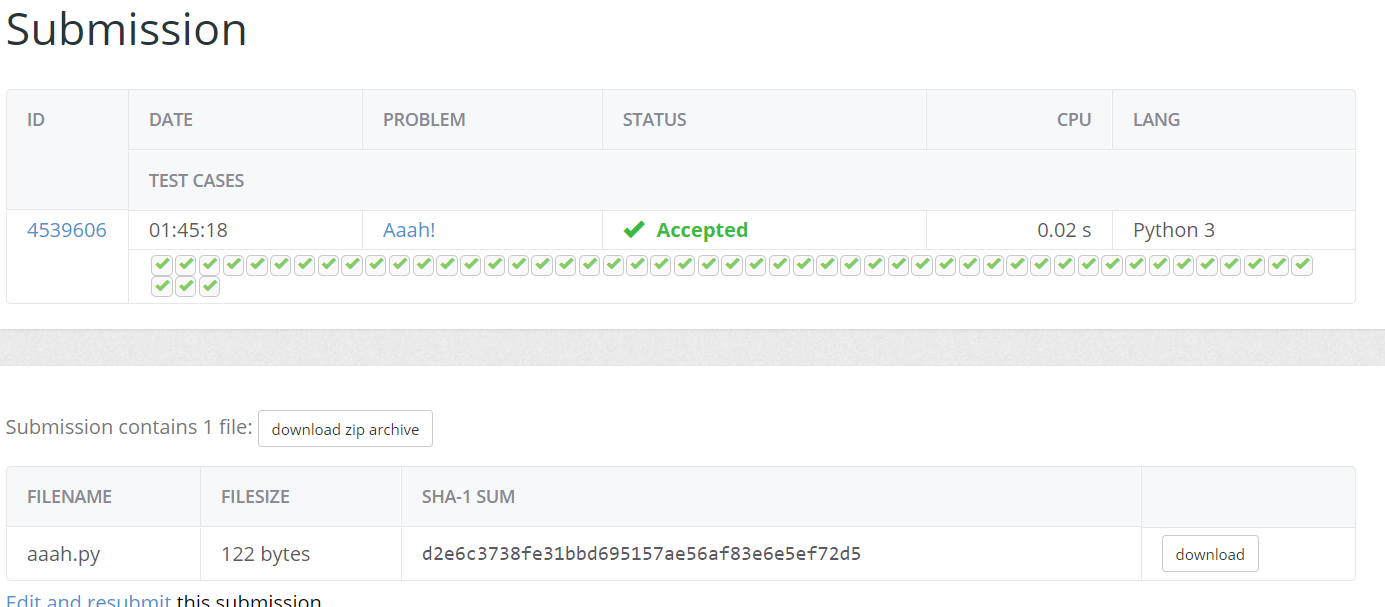 Submission
ID DATE PROBLEM STATUS CPU LANG
TEST CASES
4539606 01:45:18 Aaah! Accepted 0.02 s Python 3
Submission contains 1 file: download zip archive
FILENAME FILESIZE SHA-1 SUM
aaah.py 122 bytes d2e6c3738fe31bbd695157ae56af83e6e5ef72d5 download
Edit and resubmit this submission